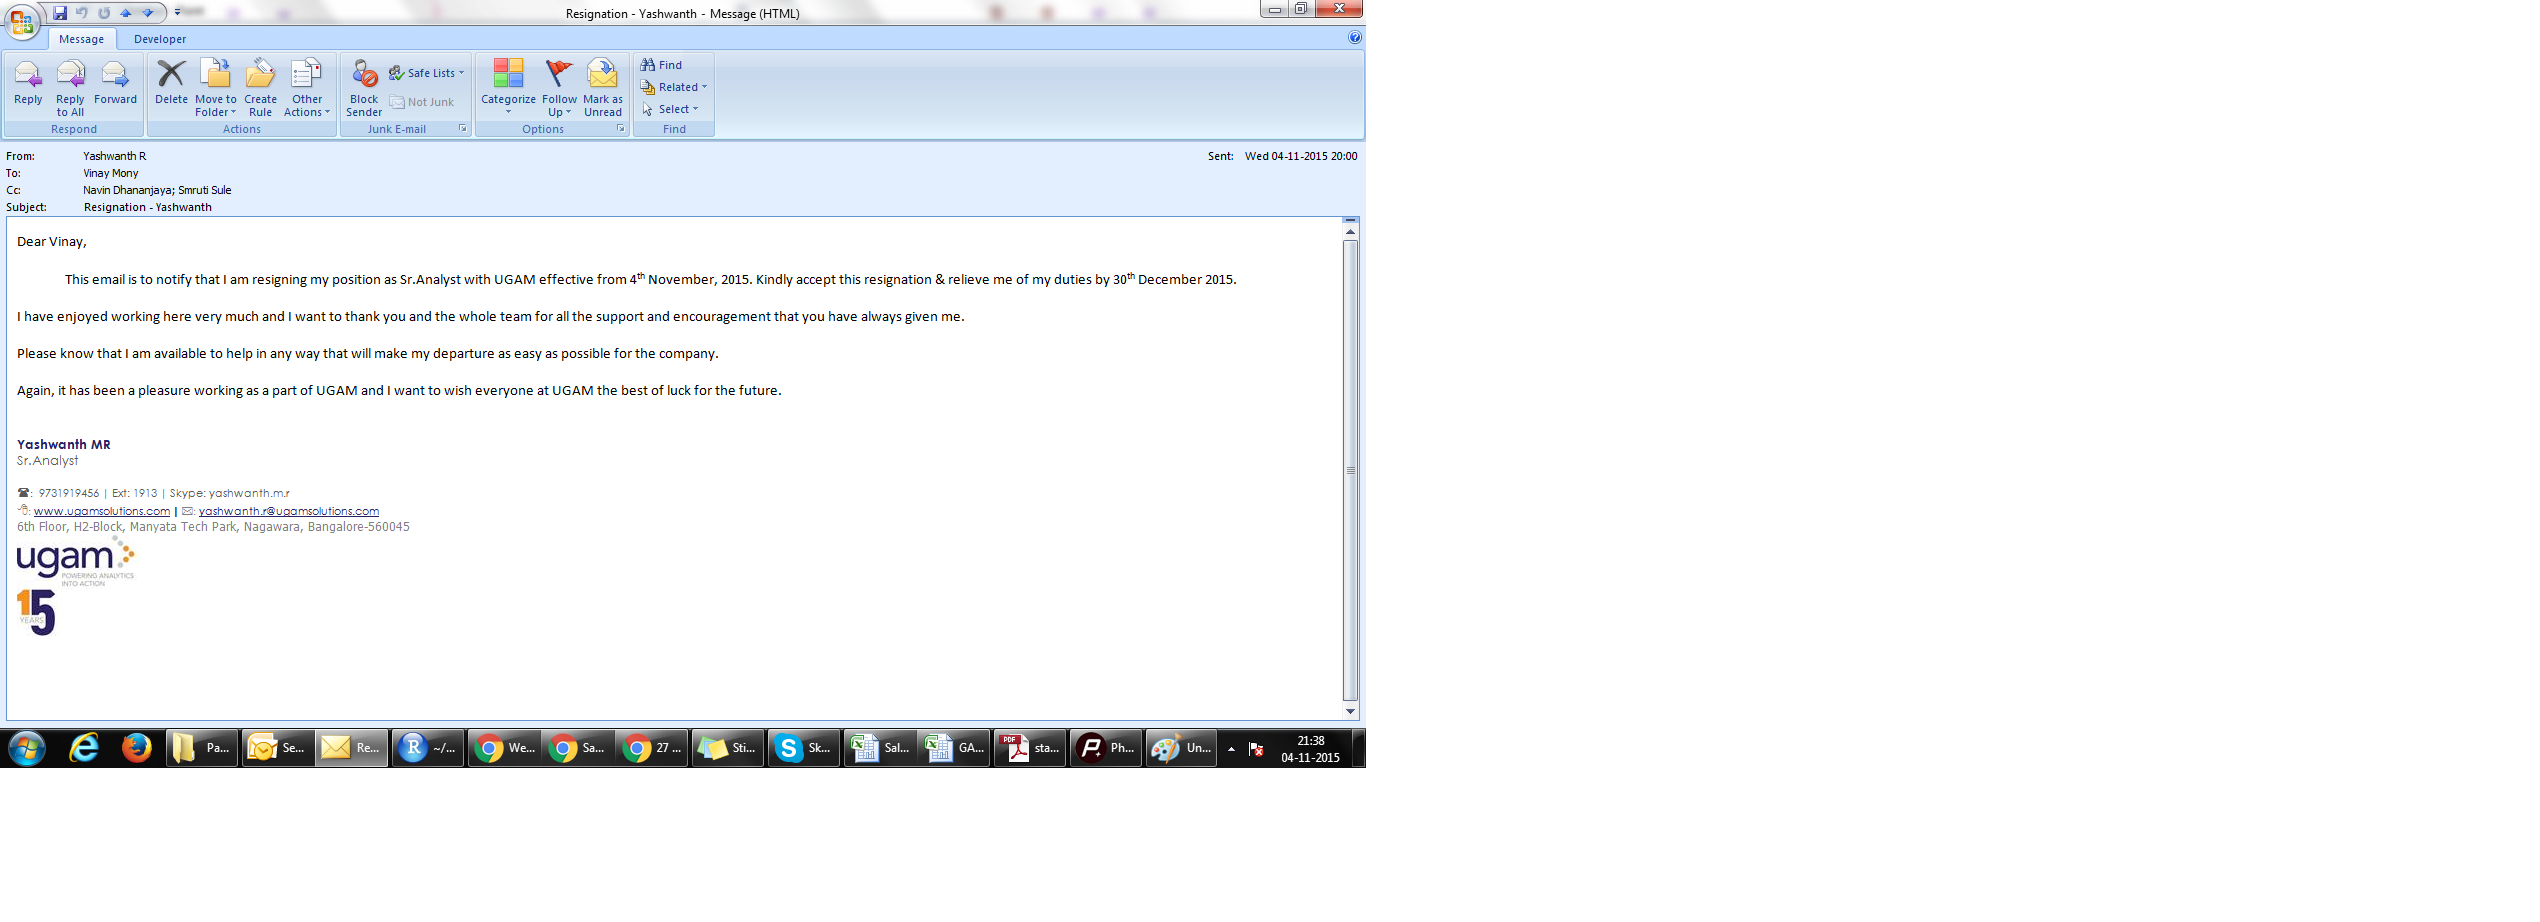 Resignation - Yashwanth - Message (HTML)
Message Developer
Reply
Reply to All
Forward
Respond
Delete
Move to Folder
Create Rule
Other Actions
Actions
Block Sender
Safe Lists
Not Junk
Junk E-mail
Categorize
Follow Up
Mark as Unread
Options
Find
Related
Select
Find
From: Yashwanth R
Sent: Wed 04-11-2015 20:00
To: Vinay Mony
Cc: Navin Dhananjaya; Smruti Sule
Subject: Resignation - Yashwanth
Dear Vinay,
This email is to notify that I am resigning my position as Sr.Analyst with UGAM effective from 4th November, 2015. Kindly accept this resignation & relieve me of my duties by 30th December 2015.
I have enjoyed working here very much and I want to thank you and the whole team for all the support and encouragement that you have always given me.
Please know that I am available to help in any way that will make my departure as easy as possible for the company.
Again, it has been a pleasure working as a part of UGAM and I want to wish everyone at UGAM the best of luck for the future.
Yashwanth MR
Sr.Analyst
☎: 9731919456 | Ext: 1913 | Skype: yashwanth.m.r
: www.ugamsolutions.com | ✉: yashwanth.r@ugamsolutions.com
6th Floor, H2-Block, Manyata Tech Park, Nagawara, Bangalore-560045
ugam
POWERING ANALYTICS
INTO ACTION
15
YEARS
Pa... Se... Re... R ~/... We... Sa... 27 ... Sti... S Sk... Sal... GA... PDF sta... P Ph... Un...
21:38
04-11-2015